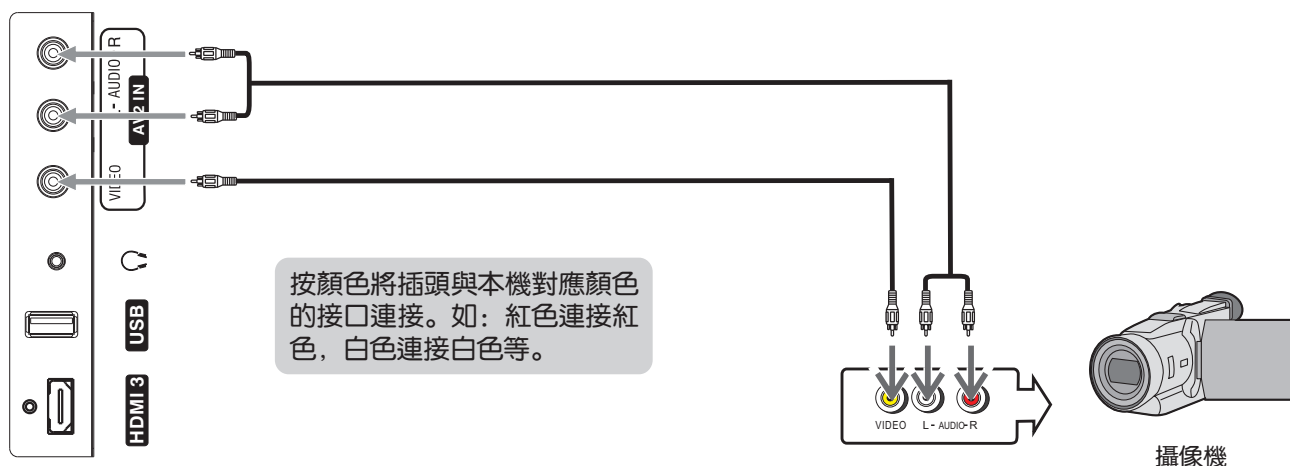 L - AUDIO - R
AV2 IN
VIDEO
USB
HDMI 3
按顏色將插頭與本機對應顏色
的接口連接。如：紅色連接紅
色，白色連接白色等。
VIDEO L - AUDIO - R
攝像機